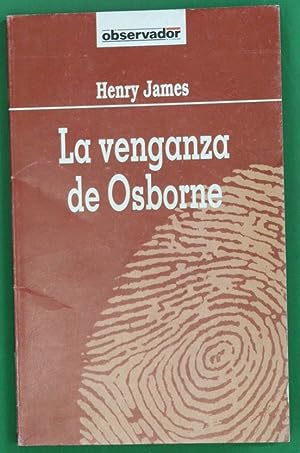 observador
Henry James
La venganza
de Osborne